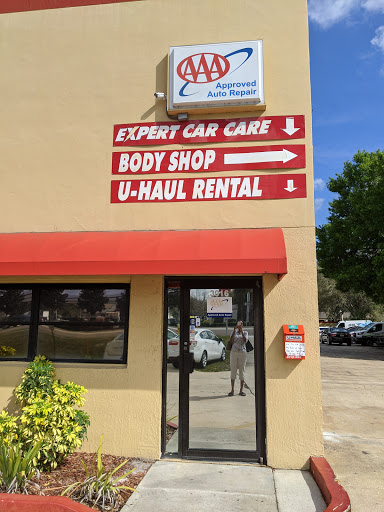 AAA
Approved
Auto Repair
EXPERT CAR CARE
BODY SHOP
U-HAUL RENTAL